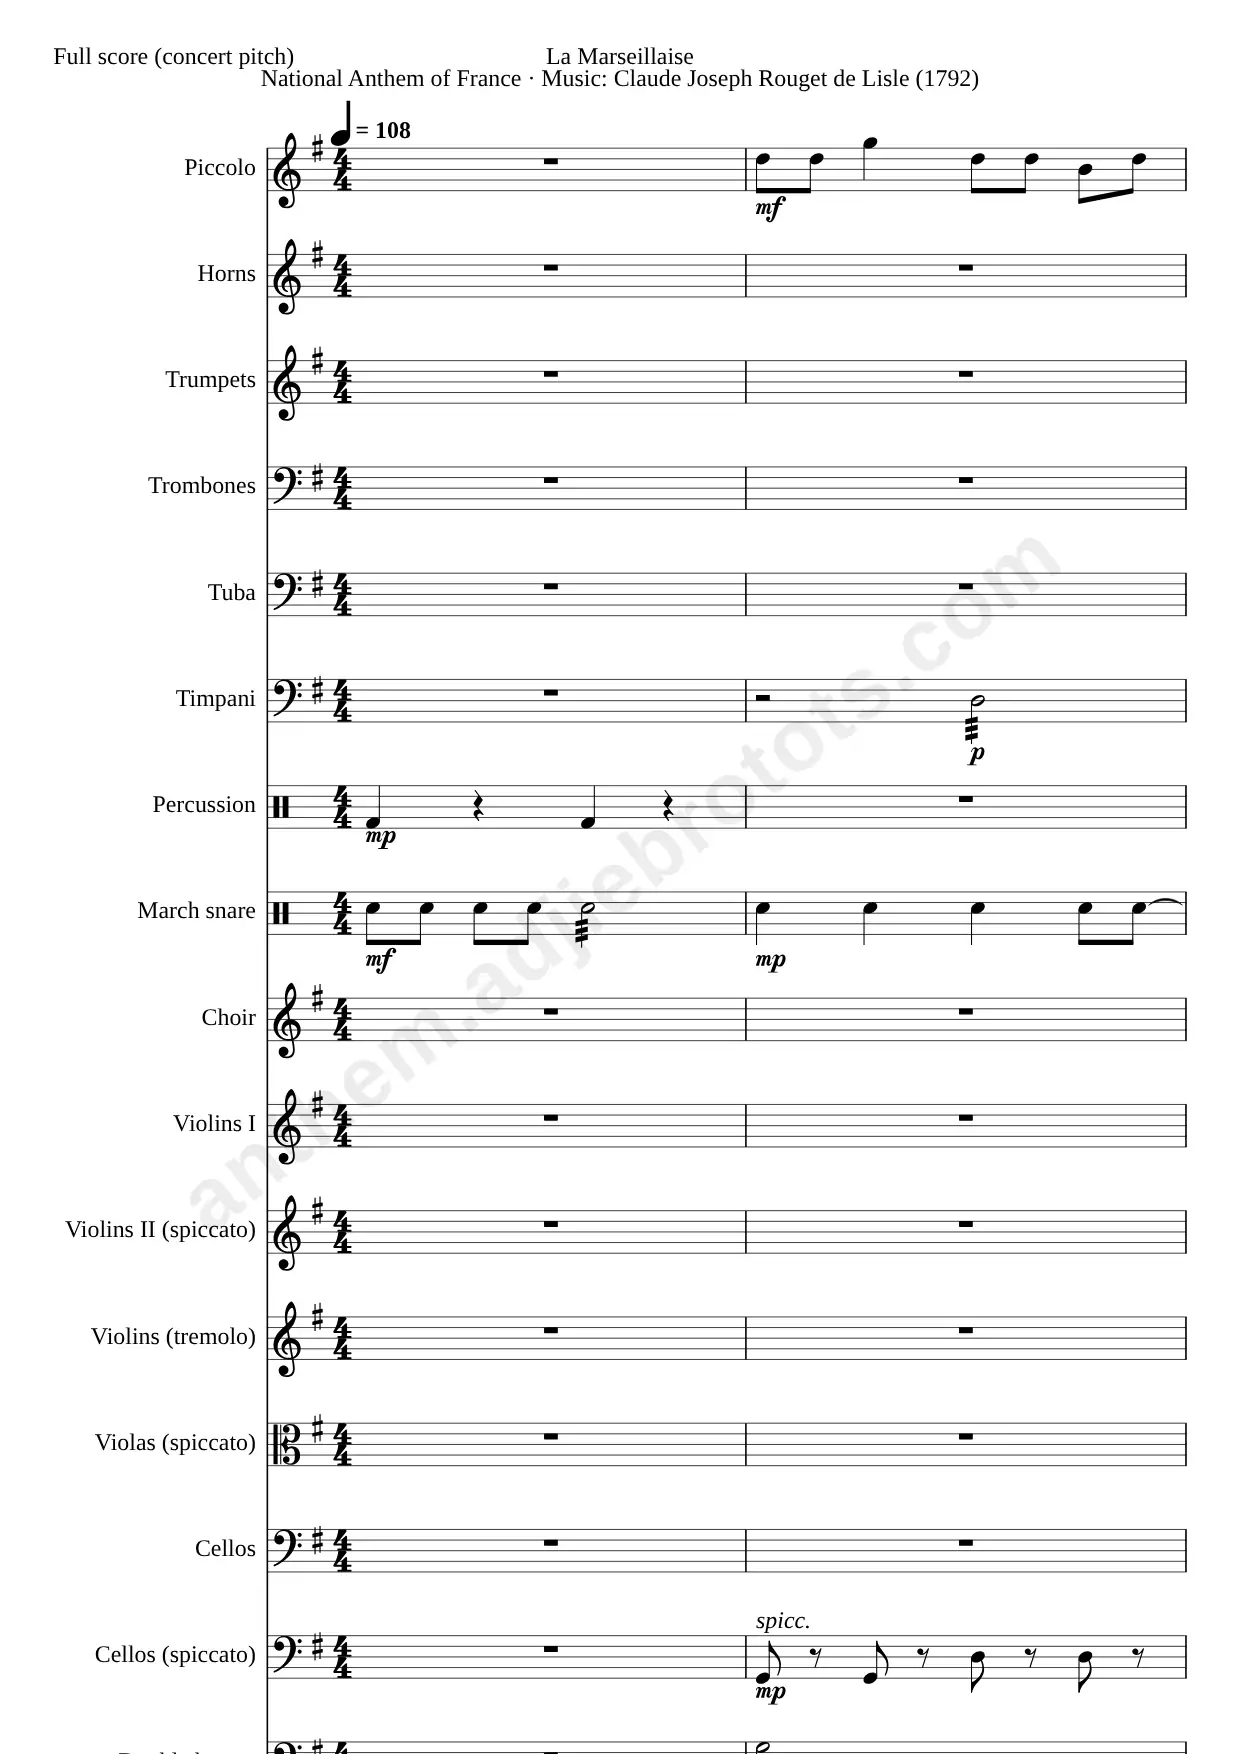 Full score (concert pitch)
La Marseillaise
National Anthem of France · Music: Claude Joseph Rouget de Lisle (1792)
= 108
Piccolo
mf
Horns
Trumpets
Trombones
Tuba
Timpani
p
Percussion
mp
March snare
mf
mp
Choir
Violins I
Violins II (spiccato)
Violins (tremolo)
Violas (spiccato)
Cellos
spicc.
Cellos (spiccato)
mp
anthem.adjiebrotots.com